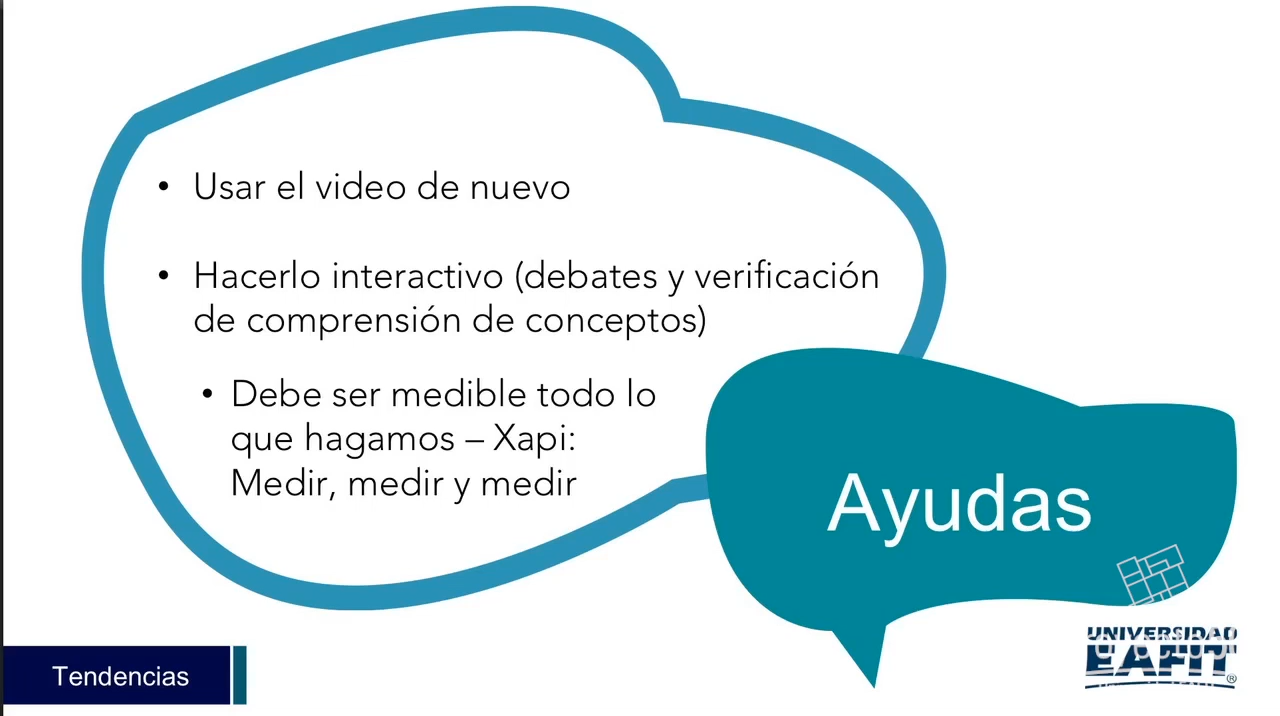 • Usar el video de nuevo
• Hacerlo interactivo (debates y verificación
de comprensión de conceptos)
• Debe ser medible todo lo
que hagamos – Xapi:
Medir, medir y medir
Ayudas
Tendencias
UNIVERSIDAD
EAFIT®